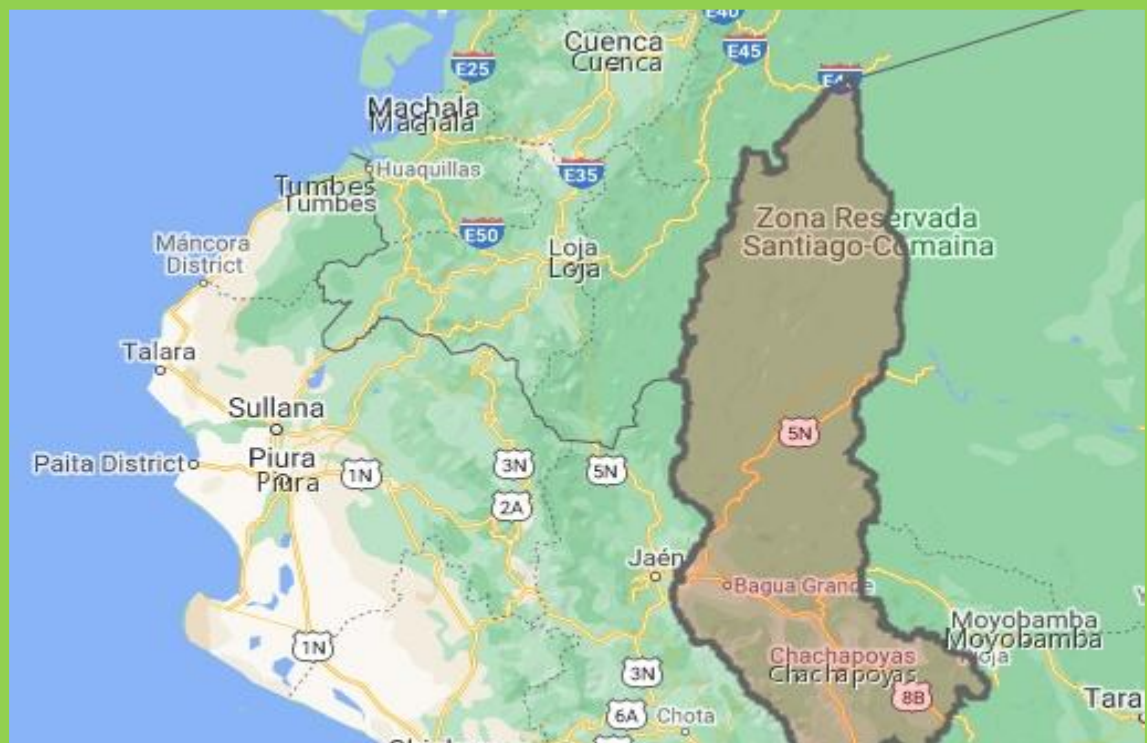 E40
Cuenca
Cuenca
E45
E25
E4
Machala
Machala
Huaquillas
E35
Tumbes
Tumbes
Zona Reservada
Santiago-Comaina
E50
Máncora
District
Loja
Loja
Talara
Sullana
5N
Paita District
Piura
Piura
1N
3N
5N
2A
Jaén
Bagua Grande
Moyobamba
Moyobamba
Rioja
1N
Chachapoyas
Chachapoyas
3N
8B
Tara
6A
Chota